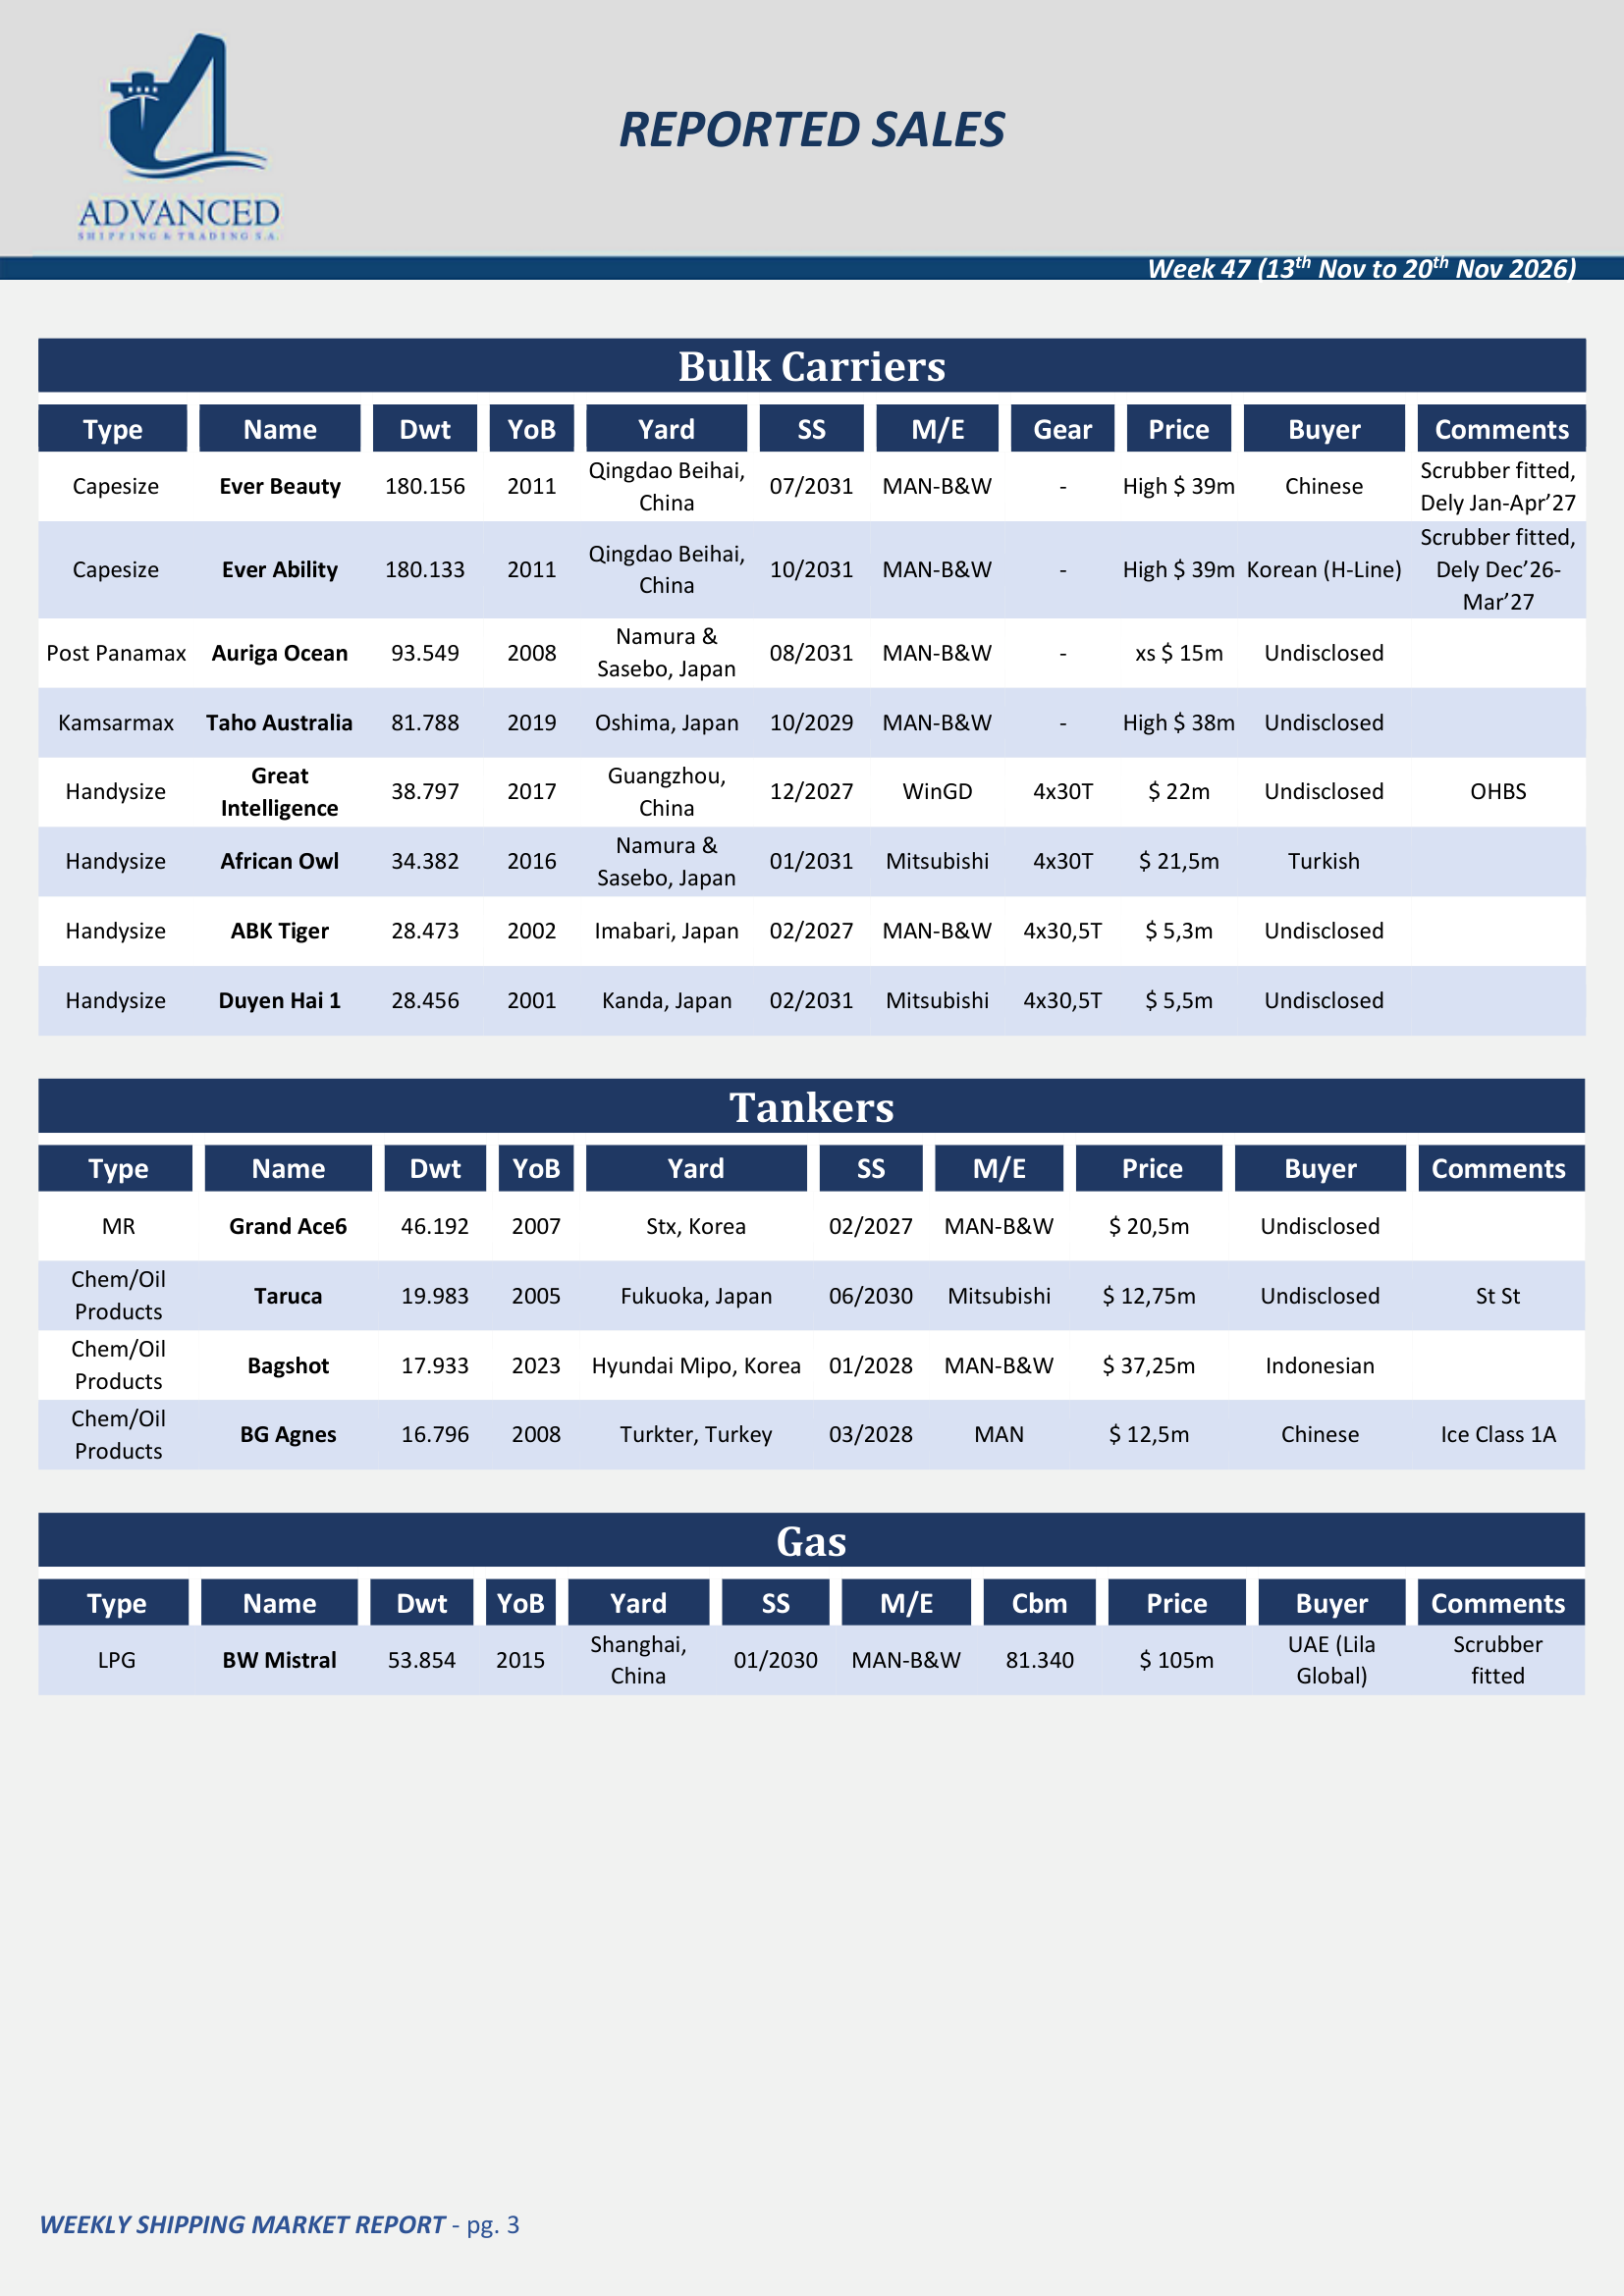 ADVANCED
SHIPPING & TRADING S.A.
REPORTED SALES
Week 47 (13th Nov to 20th Nov 2026)
Bulk Carriers
Type Name Dwt YoB Yard SS M/E Gear Price Buyer Comments
Capesize Ever Beauty 180.156 2011 Qingdao Beihai, China 07/2031 MAN-B&W - High $ 39m Chinese Scrubber fitted, Dely Jan-Apr’27
Capesize Ever Ability 180.133 2011 Qingdao Beihai, China 10/2031 MAN-B&W - High $ 39m Korean (H-Line) Scrubber fitted, Dely Dec’26-Mar’27
Post Panamax Auriga Ocean 93.549 2008 Namura & Sasebo, Japan 08/2031 MAN-B&W - xs $ 15m Undisclosed
Kamsarmax Taho Australia 81.788 2019 Oshima, Japan 10/2029 MAN-B&W - High $ 38m Undisclosed
Handysize Great Intelligence 38.797 2017 Guangzhou, China 12/2027 WinGD 4x30T $ 22m Undisclosed OHBS
Handysize African Owl 34.382 2016 Namura & Sasebo, Japan 01/2031 Mitsubishi 4x30T $ 21,5m Turkish
Handysize ABK Tiger 28.473 2002 Imabari, Japan 02/2027 MAN-B&W 4x30,5T $ 5,3m Undisclosed
Handysize Duyen Hai 1 28.456 2001 Kanda, Japan 02/2031 Mitsubishi 4x30,5T $ 5,5m Undisclosed
Tankers
Type Name Dwt YoB Yard SS M/E Price Buyer Comments
MR Grand Ace6 46.192 2007 Stx, Korea 02/2027 MAN-B&W $ 20,5m Undisclosed
Chem/Oil Products Taruca 19.983 2005 Fukuoka, Japan 06/2030 Mitsubishi $ 12,75m Undisclosed St St
Chem/Oil Products Bagshot 17.933 2023 Hyundai Mipo, Korea 01/2028 MAN-B&W $ 37,25m Indonesian
Chem/Oil Products BG Agnes 16.796 2008 Turkter, Turkey 03/2028 MAN $ 12,5m Chinese Ice Class 1A
Gas
Type Name Dwt YoB Yard SS M/E Cbm Price Buyer Comments
LPG BW Mistral 53.854 2015 Shanghai, China 01/2030 MAN-B&W 81.340 $ 105m UAE (Lila Global) Scrubber fitted
WEEKLY SHIPPING MARKET REPORT - pg. 3